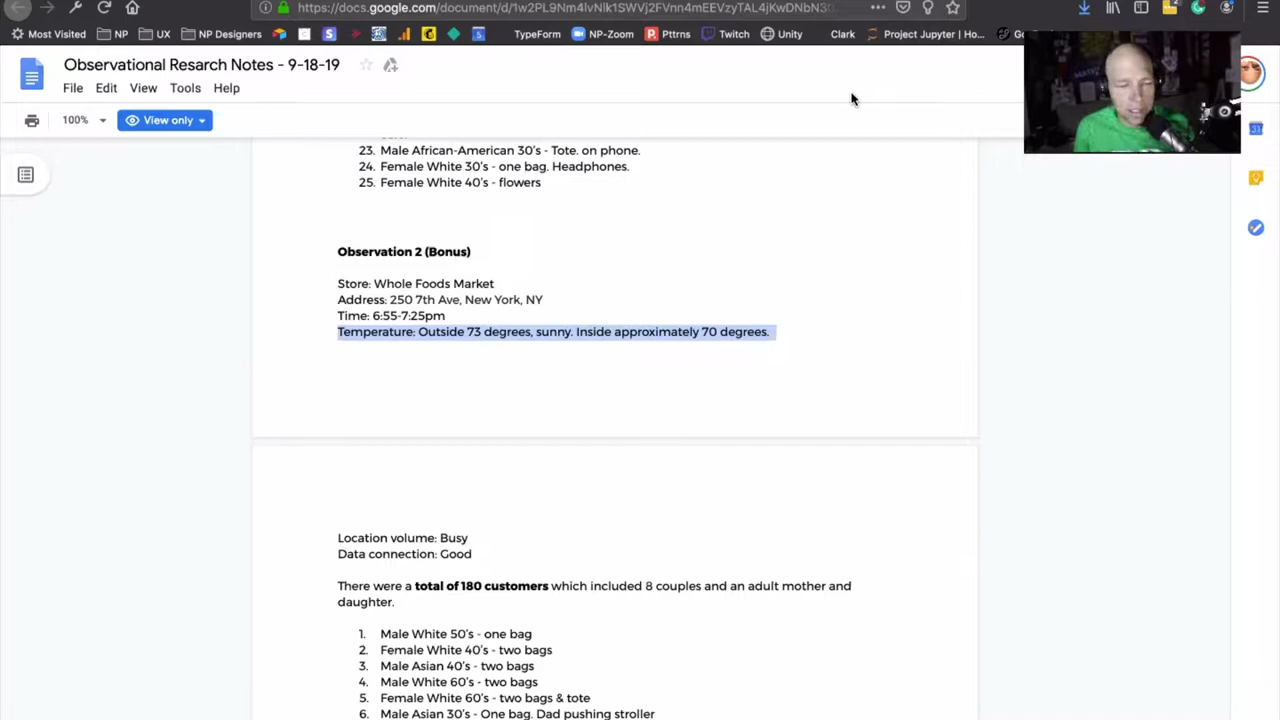 https://docs.google.com/document/d/1w2PL9Nm4lvNlk1SWVj2FVnn4mEEVzyTAL4jKwDNbN3
Most Visited NP UX NP Designers TypeForm NP-Zoom Pttrns Twitch Unity Clark Project Jupyter | Ho...
Observational Resarch Notes - 9-18-19
File Edit View Tools Help
100% View only
23. Male African-American 30's - Tote. on phone.
24. Female White 30's - one bag. Headphones.
25. Female White 40's - flowers
Observation 2 (Bonus)
Store: Whole Foods Market
Address: 250 7th Ave, New York, NY
Time: 6:55-7:25pm
Temperature: Outside 73 degrees, sunny. Inside approximately 70 degrees.
Location volume: Busy
Data connection: Good
There were a total of 180 customers which included 8 couples and an adult mother and
daughter.
1. Male White 50's - one bag
2. Female White 40's - two bags
3. Male Asian 40's - two bags
4. Male White 60's - two bags
5. Female White 60's - two bags & tote
6. Male Asian 30's - One bag. Dad pushing stroller